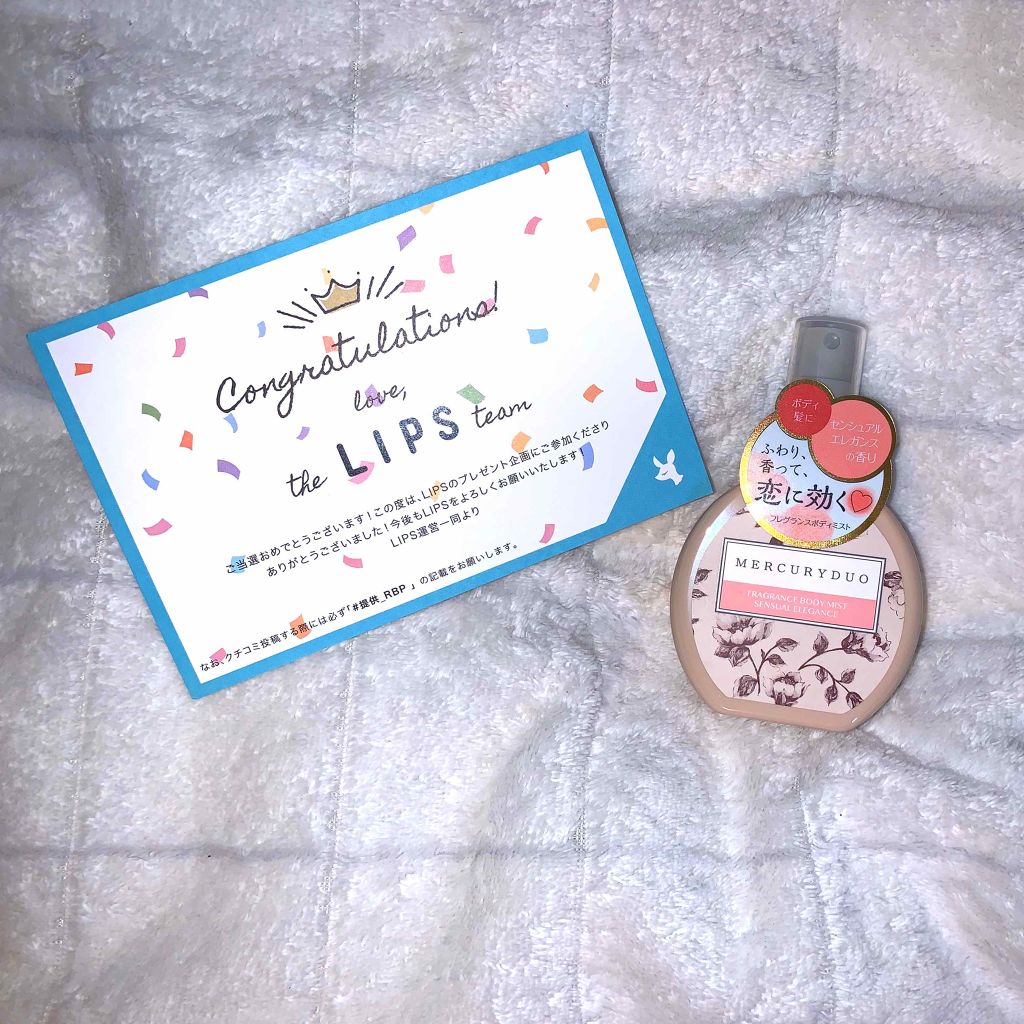 Congratulations!
love,
the LIPS team
ご当選おめでとうございます！この度は、LIPSのプレゼント企画にご参加くださり
ありがとうございました！今後もLIPSをよろしくお願いいたします！
LIPS運営一同より
なお、クチコミ投稿する際には必ず「#提供_RBP 」の記載をお願いします。
ボディ
髪に
センシュアル
エレガンス
の香り
ふわり、
香って、
恋に効く
フレグランスボディミスト
MERCURYDUO
FRAGRANCE BODY MIST
SENSUAL ELEGANCE